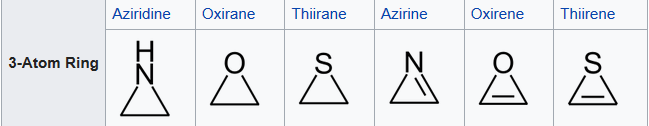 Aziridine Oxirane Thiirane Azirine Oxirene Thiirene
3-Atom Ring
H
N O S N O S